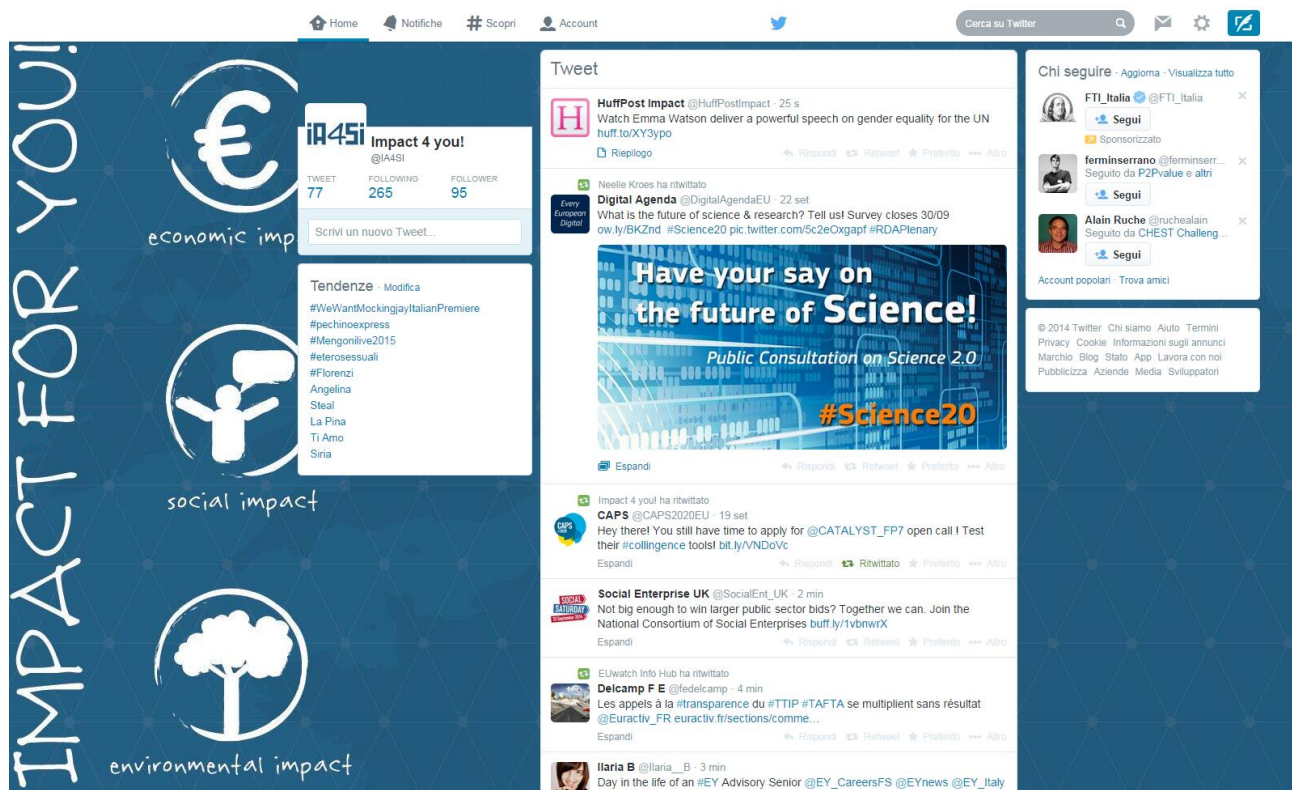 Home Notifiche Scopri Account Cerca su Twitter
IMPACT FOR YOU!
economic imp
social impact
environmental impact
iA4Si
Impact 4 you!
@IA4SI
TWEET FOLLOWING FOLLOWER
77 265 95
Scrivi un nuovo Tweet...
Tendenze · Modifica
#WeWantMockingjayItalianPremiere
#pechinoexpress
#Mengonilive2015
#eterosessuali
#Florenzi
Angelina
Steal
La Pina
Ti Amo
Siria
Tweet
H
HuffPost Impact @HuffPostImpact · 25 s
Watch Emma Watson deliver a powerful speech on gender equality for the UN
huff.to/XY3ypo
Riepilogo Rispondi Retweet Preferito Altro
Neelie Kroes ha ritwittato
Every
European
Digital
Digital Agenda @DigitalAgendaEU · 22 set
What is the future of science & research? Tell us! Survey closes 30/09
ow.ly/BKZnd #Science20 pic.twitter.com/5c2eOxgapf #RDAPlenary
Have your say on
the future of Science!
Public Consultation on Science 2.0
#Science20
Espandi Rispondi Retweet Preferito Altro
Impact 4 you! ha ritwittato
CAPS
CAPS @CAPS2020EU · 19 set
Hey there! You still have time to apply for @CATALYST_FP7 open call ! Test
their #collingence tools! bit.ly/VNDoVc
Espandi Rispondi Ritwittato Preferito Altro
SOCIAL
SATURDAY
Social Enterprise UK @SocialEnt_UK · 2 min
Not big enough to win larger public sector bids? Together we can. Join the
National Consortium of Social Enterprises buff.ly/1vbnwrX
Espandi Rispondi Retweet Preferito Altro
EUwatch Info Hub ha ritwittato
Delcamp F E @fedelcamp · 4 min
Les appels à la #transparence du #TTIP #TAFTA se multiplient sans résultat
@Euractiv_FR euractiv.fr/sections/comme...
Espandi Rispondi Retweet Preferito Altro
Ilaria B @Ilaria__B · 3 min
Day in the life of an #EY Advisory Senior @EY_CareersFS @EYnews @EY_Italy
Chi seguire · Aggiorna · Visualizza tutto
FTI_Italia @FTI_Italia
Segui
Sponsorizzato
ferminserrano @ferminserr...
Seguito da P2Pvalue e altri
Segui
Alain Ruche @ruchealain
Seguito da CHEST Challeng...
Segui
Account popolari · Trova amici
© 2014 Twitter Chi siamo Aiuto Termini
Privacy Cookie Informazioni sugli annunci
Marchio Blog Stato App Lavora con noi
Pubblicizza Aziende Media Sviluppatori